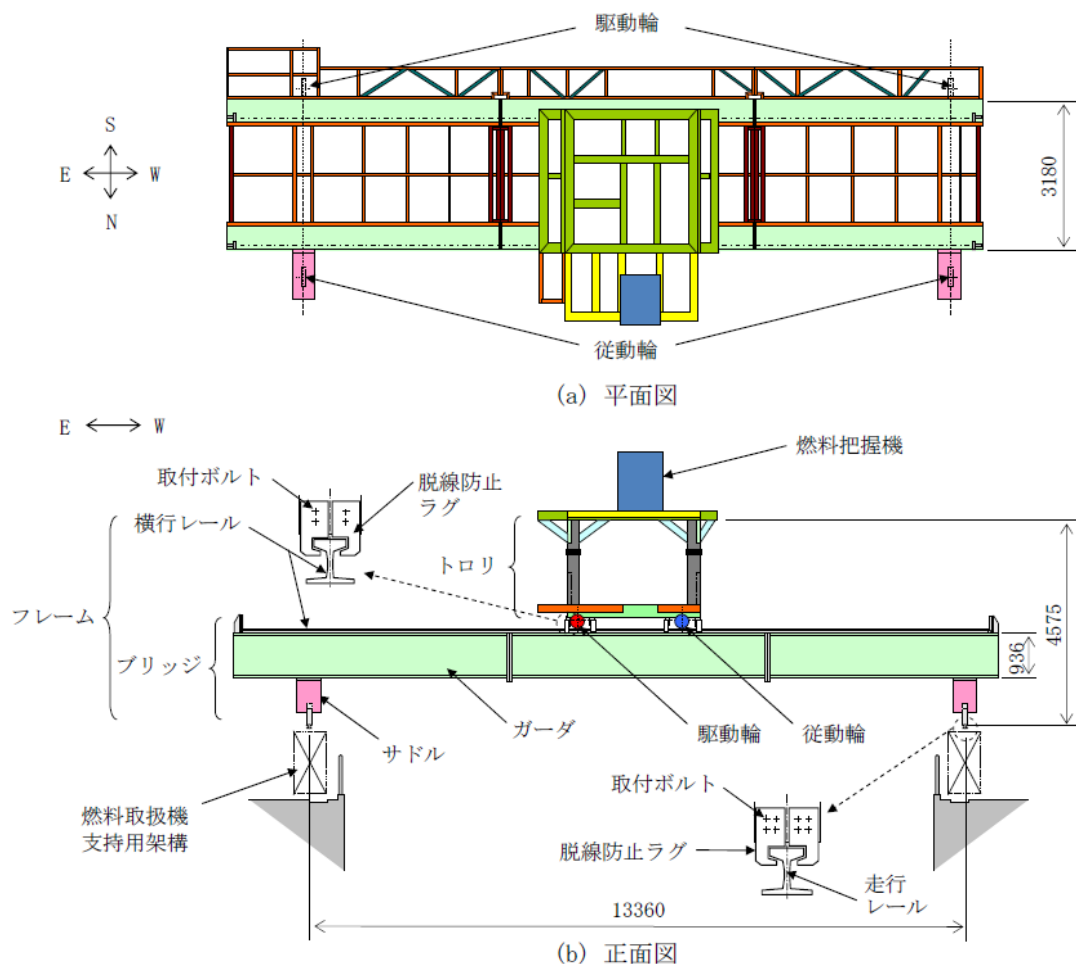 駆動輪
S
E W
N
3180
従動輪
(a) 平面図
E W
取付ボルト
脱線防止
ラグ
横行レール
燃料把握機
トロリ
フレーム
ブリッジ
4575
936
ガーダ
サドル
駆動輪
従動輪
燃料取扱機
支持用架構
取付ボルト
脱線防止ラグ
走行
レール
13360
(b) 正面図